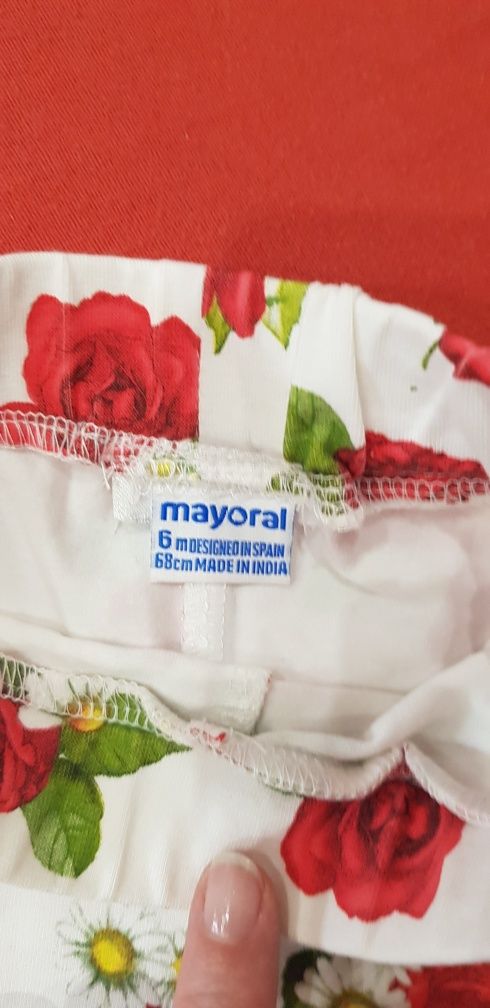 mayoral
6 m DESIGNED IN SPAIN
68cm MADE IN INDIA